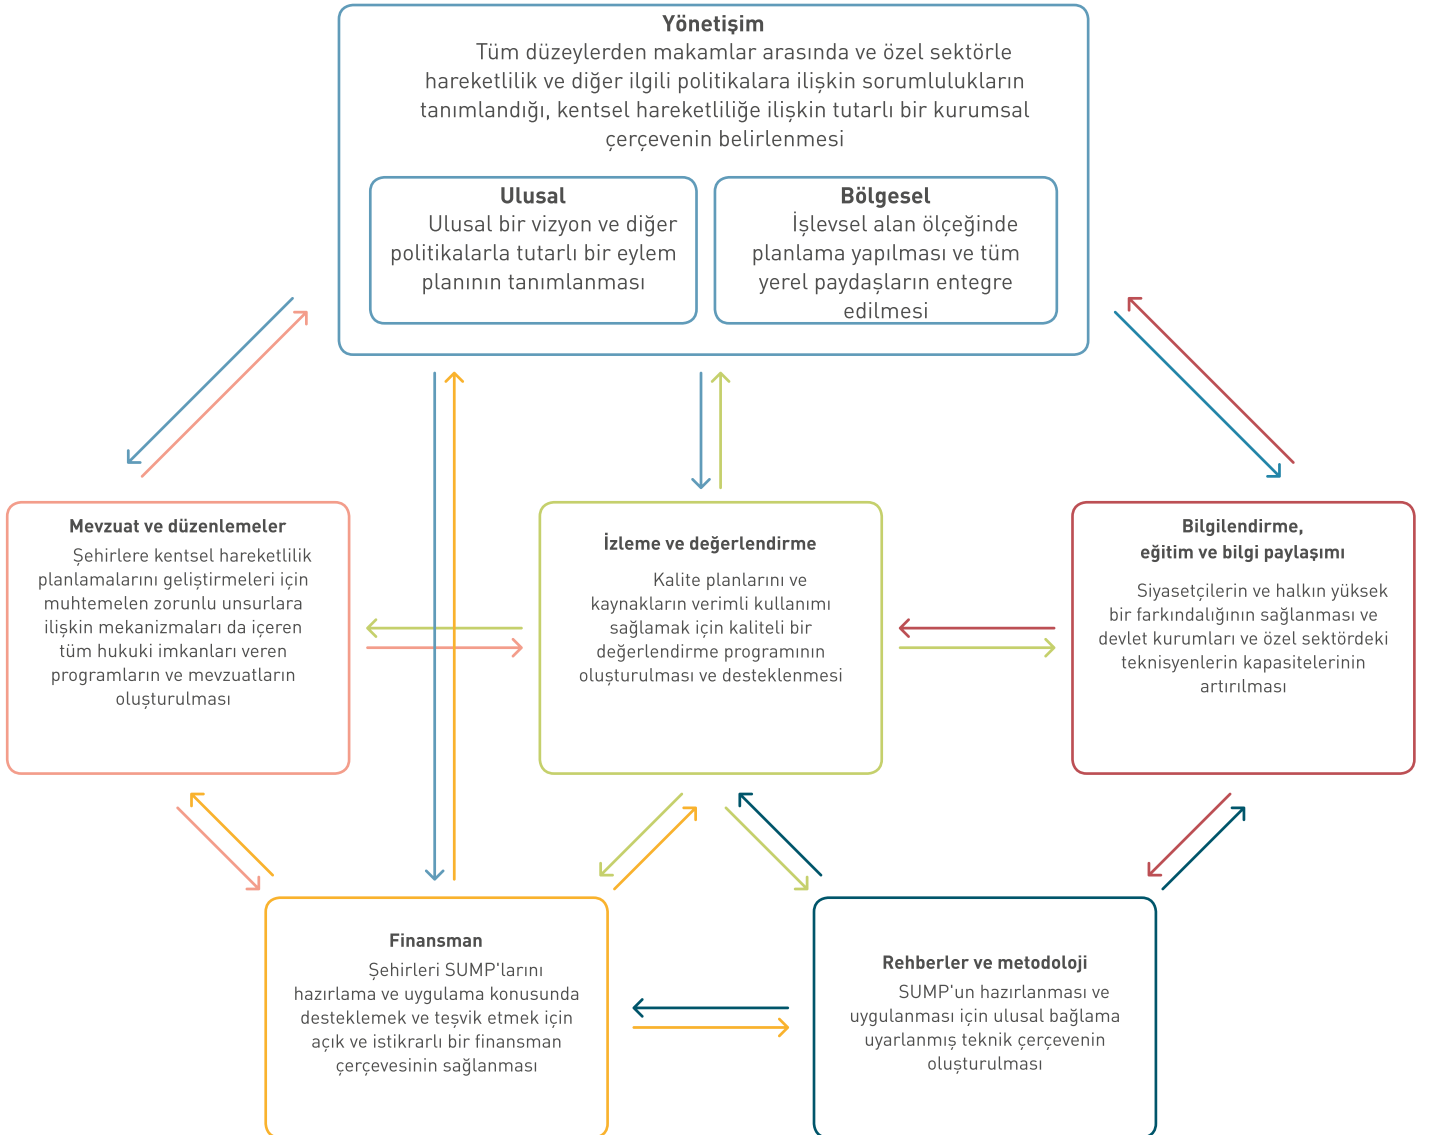 Yönetişim
Tüm düzeylerden makamlar arasında ve özel sektörle
hareketlilik ve diğer ilgili politikalara ilişkin sorumlulukların
tanımlandığı, kentsel hareketliliğe ilişkin tutarlı bir kurumsal
çerçevenin belirlenmesi
Ulusal
Ulusal bir vizyon ve diğer
politikalarla tutarlı bir eylem
planının tanımlanması
Bölgesel
İşlevsel alan ölçeğinde
planlama yapılması ve tüm
yerel paydaşların entegre
edilmesi
Mevzuat ve düzenlemeler
Şehirlere kentsel hareketlilik
planlamalarını geliştirmeleri için
muhtemelen zorunlu unsurlara
ilişkin mekanizmaları da içeren
tüm hukuki imkanları veren
programların ve mevzuatların
oluşturulması
İzleme ve değerlendirme
Kalite planlarını ve
kaynakların verimli kullanımı
sağlamak için kaliteli bir
değerlendirme programının
oluşturulması ve desteklenmesi
Bilgilendirme,
eğitim ve bilgi paylaşımı
Siyasetçilerin ve halkın yüksek
bir farkındalığının sağlanması ve
devlet kurumları ve özel sektördeki
teknisyenlerin kapasitelerinin
artırılması
Finansman
Şehirleri SUMP'larını
hazırlama ve uygulama konusunda
desteklemek ve teşvik etmek için
açık ve istikrarlı bir finansman
çerçevesinin sağlanması
Rehberler ve metodoloji
SUMP'un hazırlanması ve
uygulanması için ulusal bağlama
uyarlanmış teknik çerçevenin
oluşturulması